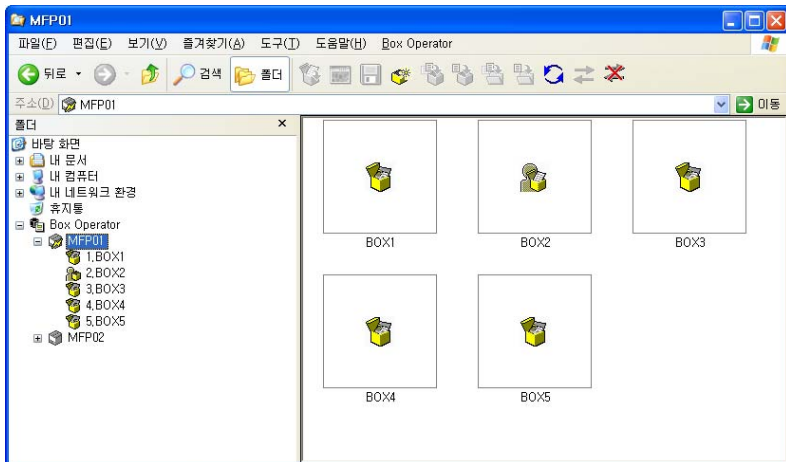 MFP01
파일(F) 편집(E) 보기(V) 즐겨찾기(A) 도구(T) 도움말(H) Box Operator
뒤로 검색 폴더
주소(D) MFP01 이동
폴더
바탕 화면
내 문서
내 컴퓨터
내 네트워크 환경
휴지통
Box Operator
MFP01
1,BOX1
2,BOX2
3,BOX3
4,BOX4
5,BOX5
MFP02
BOX1 BOX2 BOX3
BOX4 BOX5